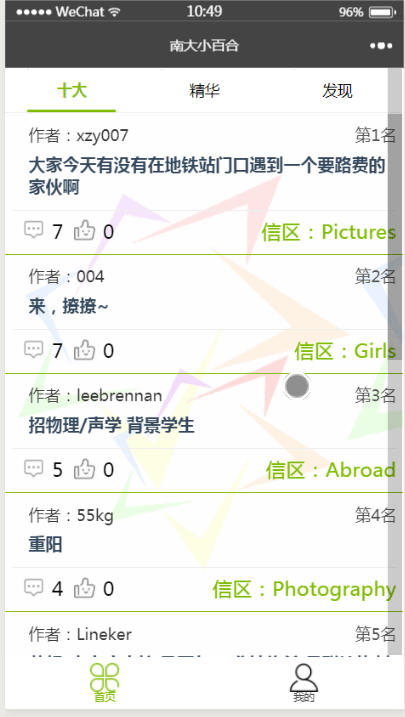 ●●●●● WeChat 10:49 96%
南大小百合
十大 精华 发现
作者：xzy007 第1名
大家今天有没有在地铁站门口遇到一个要路费的
家伙啊
7 0 信区：Pictures
作者：004 第2名
来，撩撩~
7 0 信区：Girls
作者：leebrennan 第3名
招物理/声学 背景学生
5 0 信区：Abroad
作者：55kg 第4名
重阳
4 0 信区：Photography
作者：Lineker 第5名
首页 我的